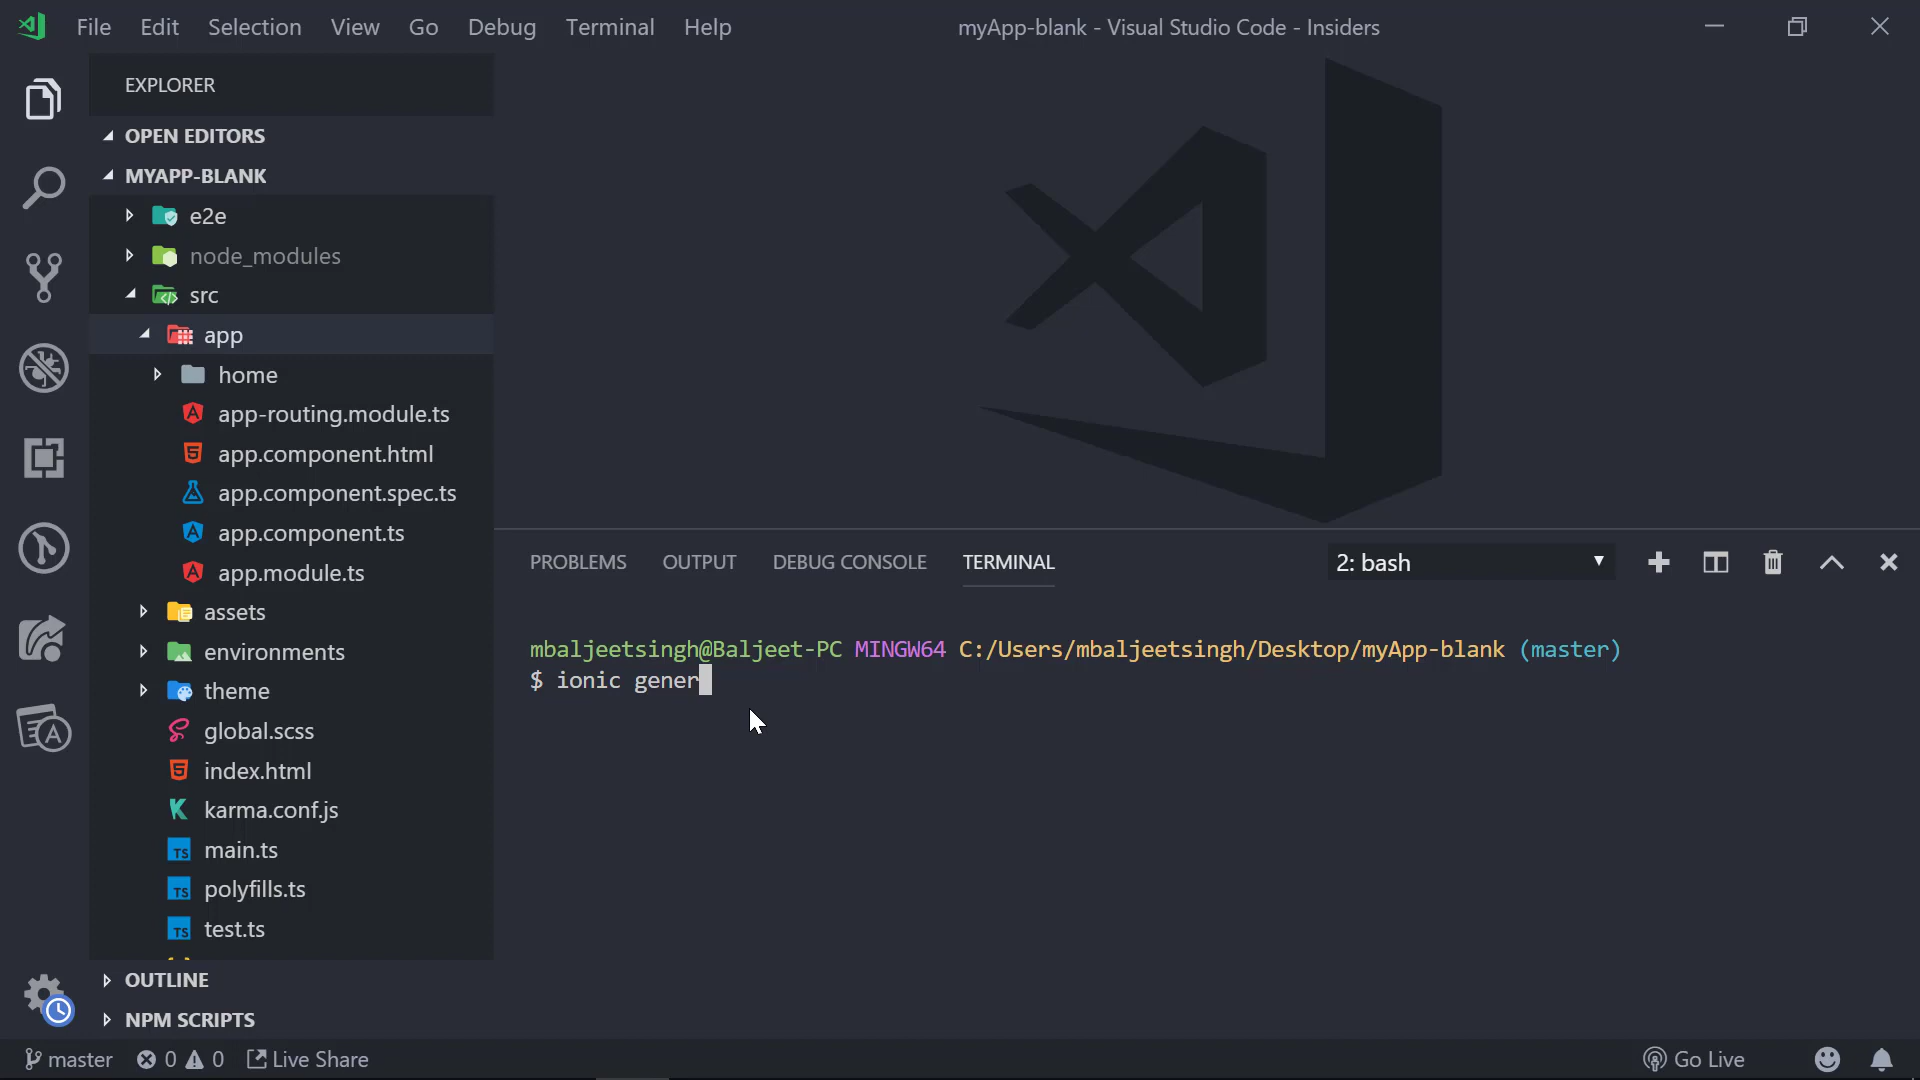 File Edit Selection View Go Debug Terminal Help
myApp-blank - Visual Studio Code - Insiders
EXPLORER
OPEN EDITORS
MYAPP-BLANK
e2e
node_modules
src
app
home
app-routing.module.ts
app.component.html
app.component.spec.ts
app.component.ts
app.module.ts
assets
environments
theme
global.scss
index.html
karma.conf.js
main.ts
polyfills.ts
test.ts
OUTLINE
NPM SCRIPTS
PROBLEMS OUTPUT DEBUG CONSOLE TERMINAL
2: bash
mbaljeetsingh@Baljeet-PC MINGW64 C:/Users/mbaljeetsingh/Desktop/myApp-blank (master)
$ ionic gener
master 0 0 Live Share
Go Live